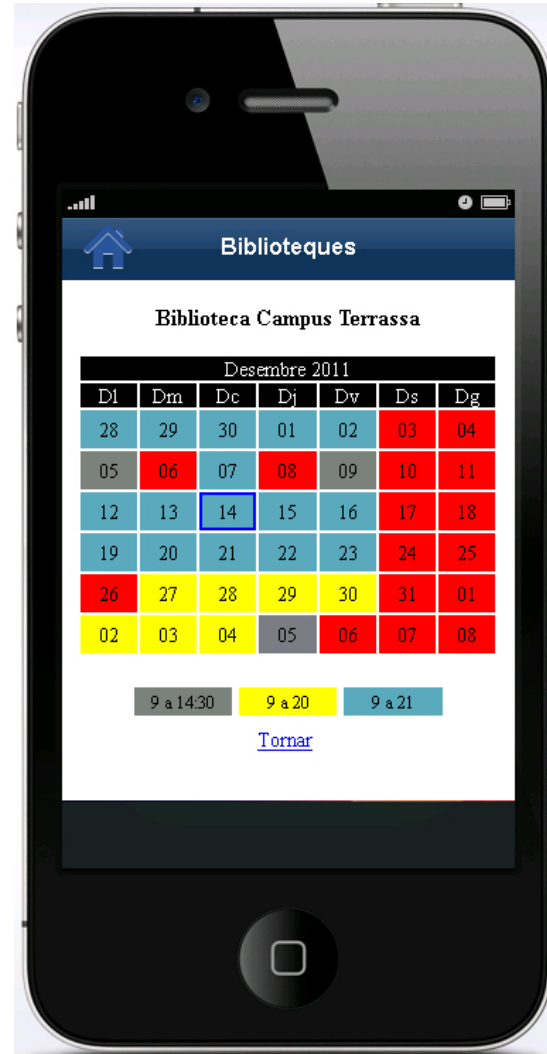 Biblioteques
Biblioteca Campus Terrassa
Desembre 2011
Dl Dm Dc Dj Dv Ds Dg
28 29 30 01 02 03 04
05 06 07 08 09 10 11
12 13 14 15 16 17 18
19 20 21 22 23 24 25
26 27 28 29 30 31 01
02 03 04 05 06 07 08
9 a 14:30 9 a 20 9 a 21
Tornar